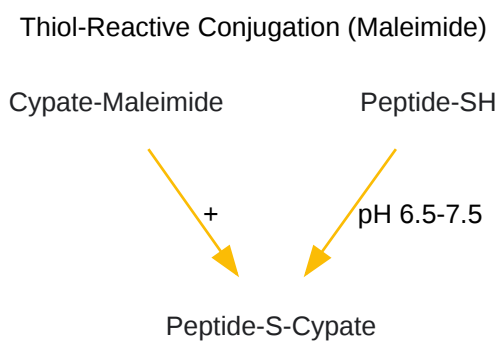 Thiol-Reactive Conjugation (Maleimide)
Cypate-Maleimide
Peptide-SH
+
pH 6.5-7.5
Peptide-S-Cypate